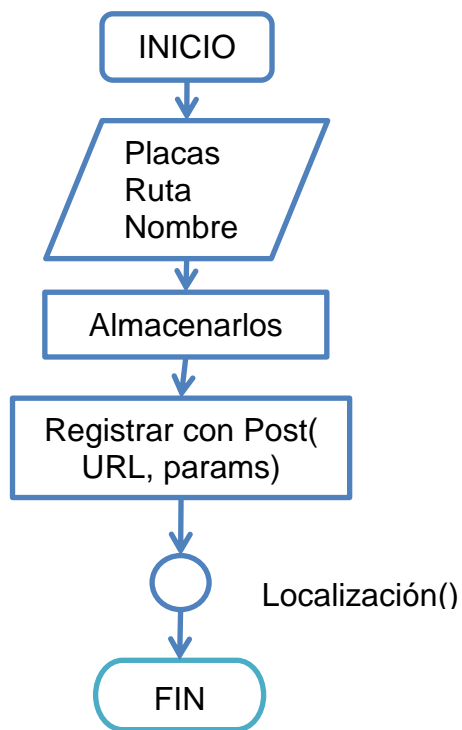 INICIO
Placas
Ruta
Nombre
Almacenarlos
Registrar con Post(
URL, params)
Localización()
FIN